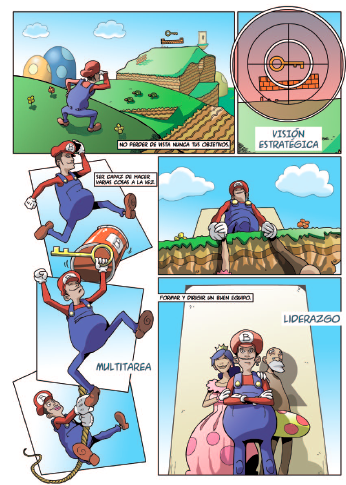 NO PERDER DE VISTA NUNCA TUS OBJETIVOS.
VISIÓN
ESTRATÉGICA
SER CAPAZ DE HACER
VARIAS COSAS A LA VEZ.
B
MULTITAREA
FORMAR Y DIRIGIR UN BUEN EQUIPO.
LIDERAZGO
B